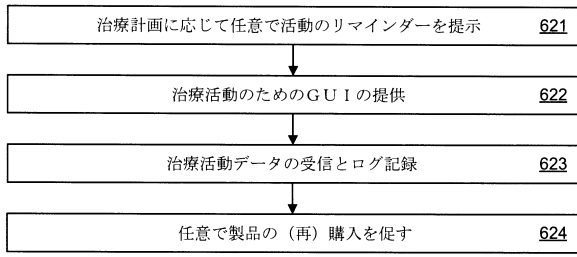 治療計画に応じて任意で活動のリマインダーを提示 621
治療活動のためのＧＵＩの提供 622
治療活動データの受信とログ記録 623
任意で製品の（再）購入を促す 624